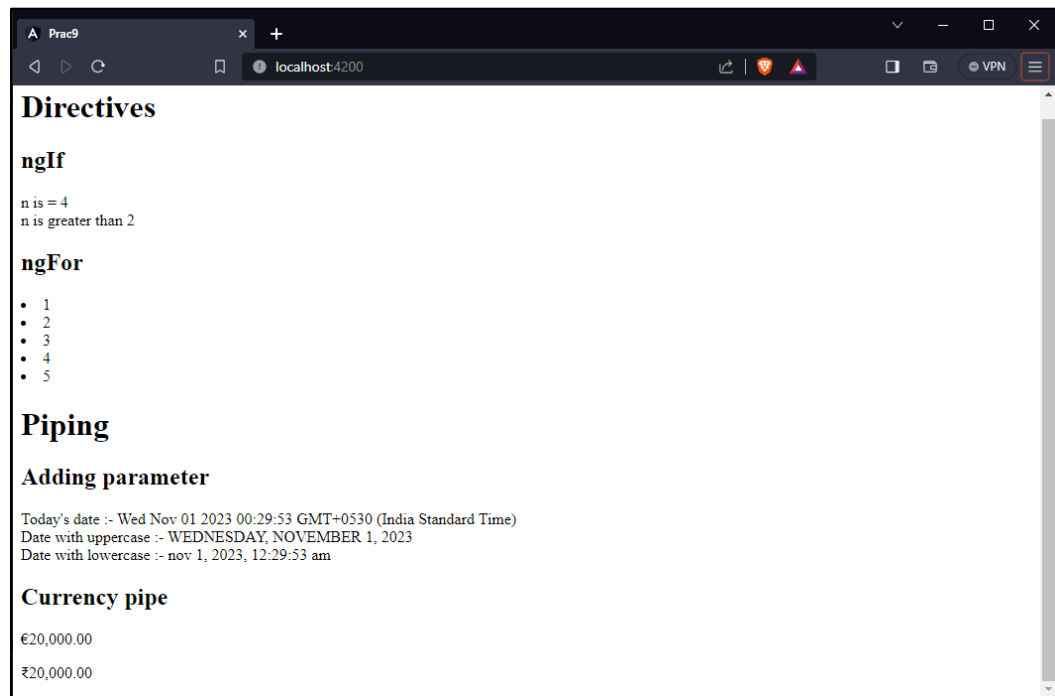 Prac9
localhost:4200
VPN
Directives
ngIf
n is = 4
n is greater than 2
ngFor
1
2
3
4
5
Piping
Adding parameter
Today's date :- Wed Nov 01 2023 00:29:53 GMT+0530 (India Standard Time)
Date with uppercase :- WEDNESDAY, NOVEMBER 1, 2023
Date with lowercase :- nov 1, 2023, 12:29:53 am
Currency pipe
€20,000.00
₹20,000.00